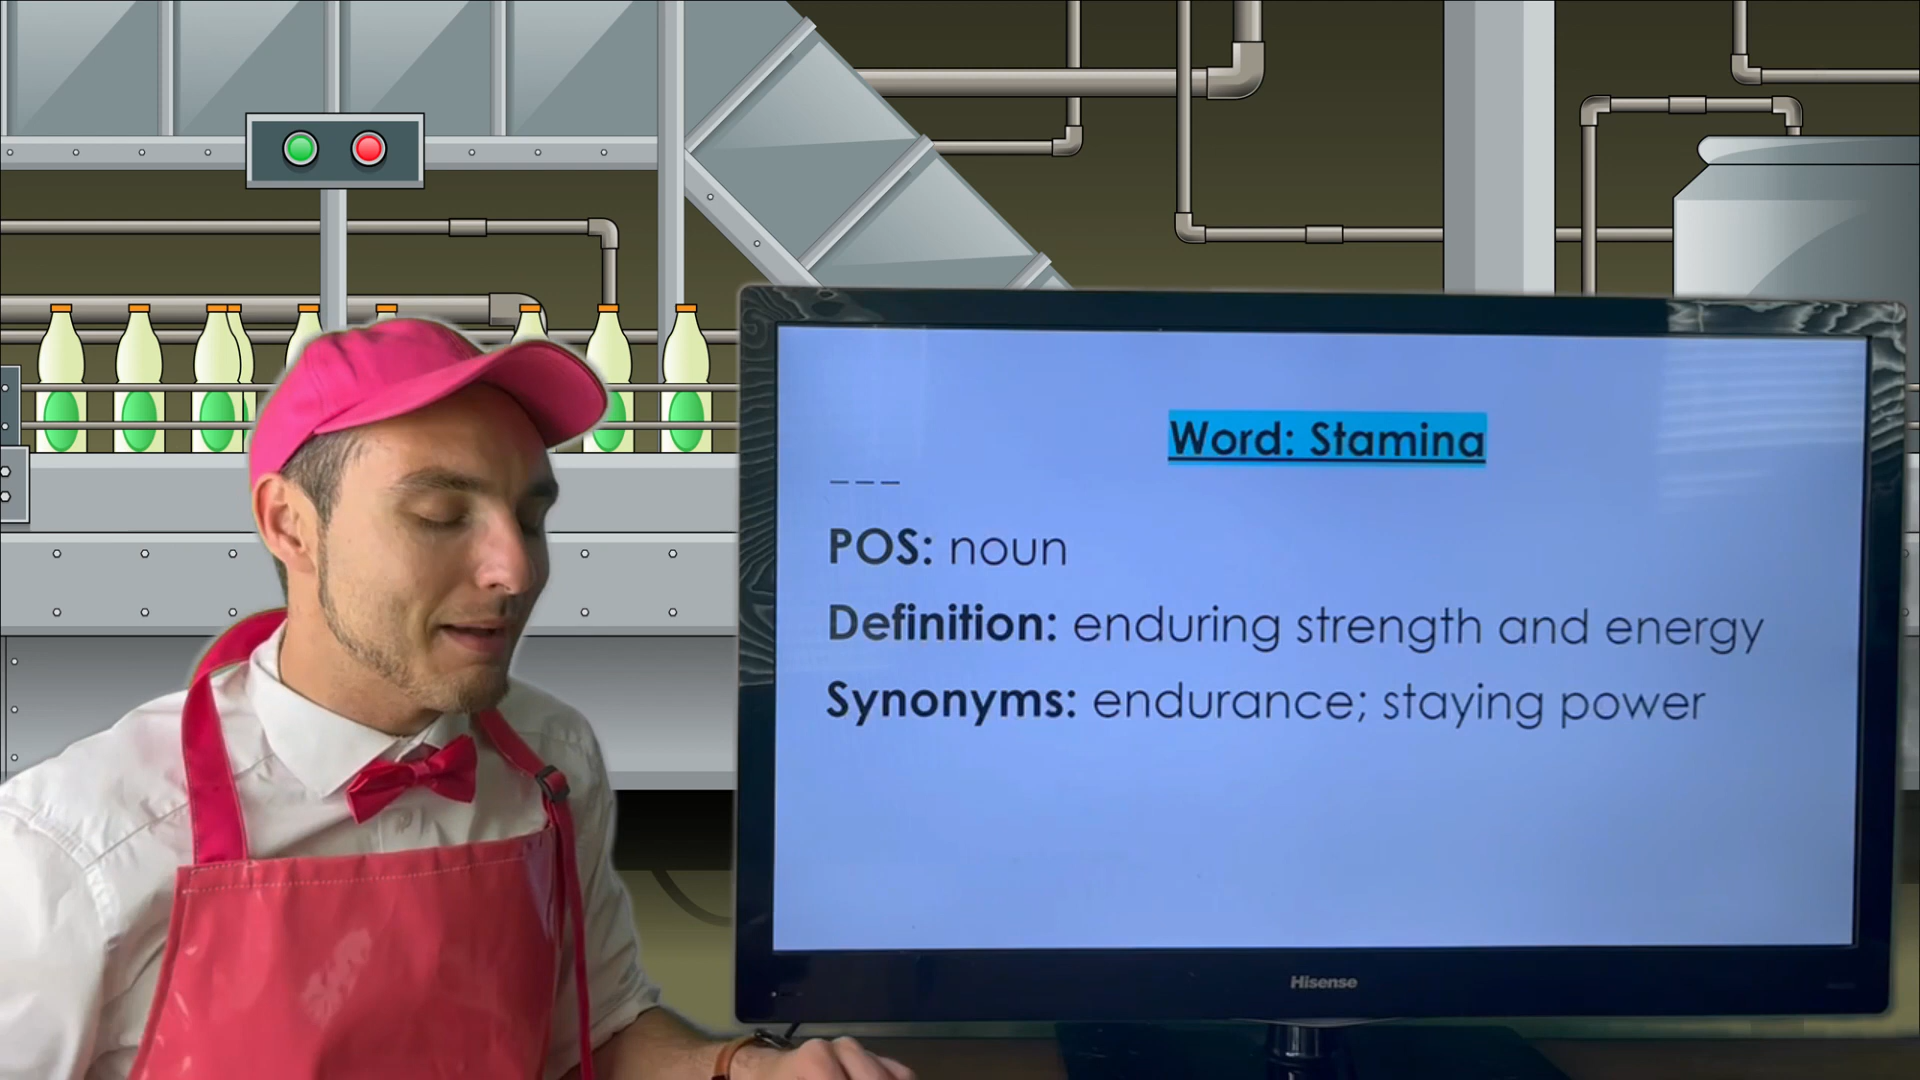 Word: Stamina
---
POS: noun
Definition: enduring strength and energy
Synonyms: endurance; staying power
Hisense